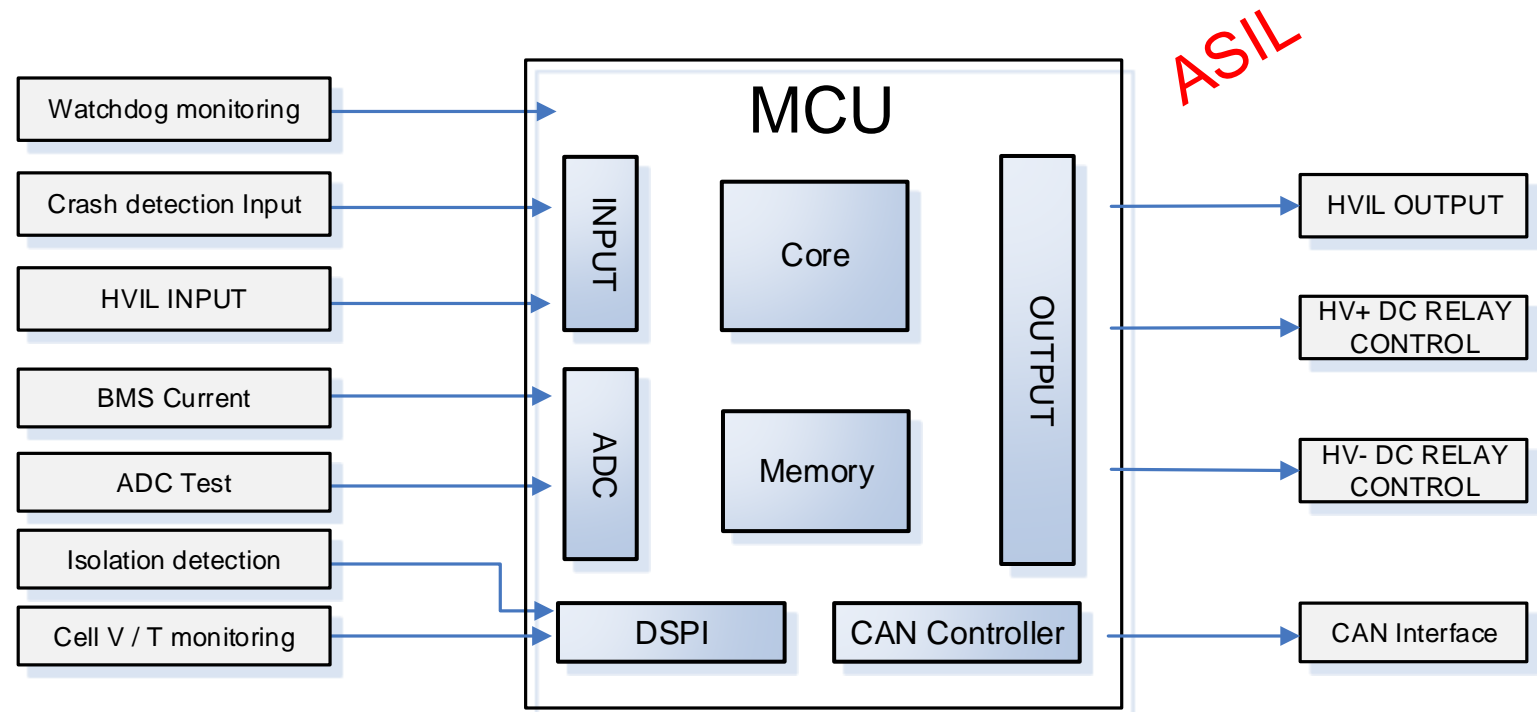 ASIL
MCU
Watchdog monitoring
Crash detection Input
HVIL INPUT
BMS Current
ADC Test
Isolation detection
Cell V / T monitoring
INPUT
ADC
DSPI
Core
Memory
CAN Controller
OUTPUT
HVIL OUTPUT
HV+ DC RELAY
CONTROL
HV- DC RELAY
CONTROL
CAN Interface